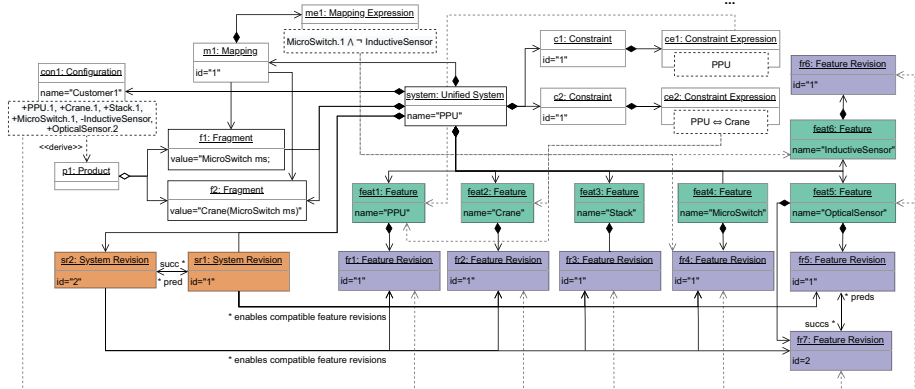 ...
me1: Mapping Expression
MicroSwitch.1 ∧ ¬ InductiveSensor
m1: Mapping
id="1"
c1: Constraint
id="1"
ce1: Constraint Expression
PPU
fr6: Feature Revision
id="1"
con1: Configuration
name="Customer1"
+PPU.1, +Crane.1, +Stack.1,
+MicroSwitch.1, -InductiveSensor,
+OpticalSensor.2
system: Unified System
name="PPU"
c2: Constraint
id="1"
ce2: Constraint Expression
PPU ⇔ Crane
feat6: Feature
name="InductiveSensor"
f1: Fragment
value="MicroSwitch ms;
<<derive>>
p1: Product
f2: Fragment
value="Crane(MicroSwitch ms)"
feat1: Feature
name="PPU"
feat2: Feature
name="Crane"
feat3: Feature
name="Stack"
feat4: Feature
name="MicroSwitch"
feat5: Feature
name="OpticalSensor"
sr2: System Revision
id="2"
succ *
* pred
sr1: System Revision
id="1"
fr1: Feature Revision
id="1"
fr2: Feature Revision
id="1"
fr3: Feature Revision
id="1"
fr4: Feature Revision
id="1"
fr5: Feature Revision
id="1"
* preds
* enables compatible feature revisions
succs *
fr7: Feature Revision
id=2
* enables compatible feature revisions